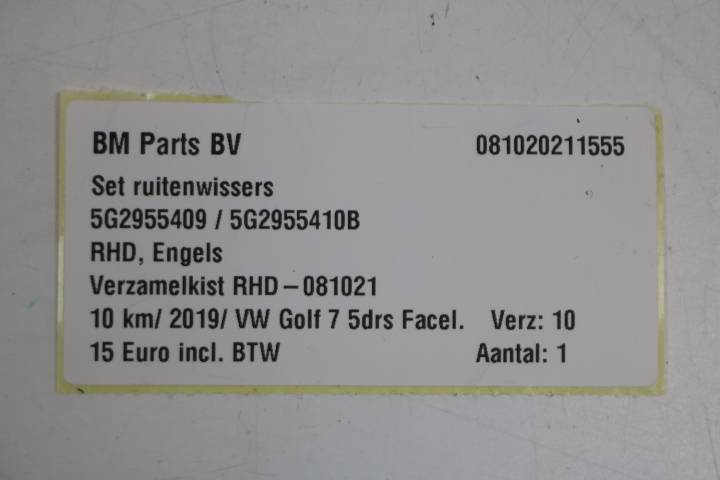 BM Parts BV 081020211555
Set ruitenwissers
5G2955409 / 5G2955410B
RHD, Engels
Verzamelkist RHD – 081021
10 km/ 2019/ VW Golf 7 5drs Facel. Verz: 10
15 Euro incl. BTW Aantal: 1